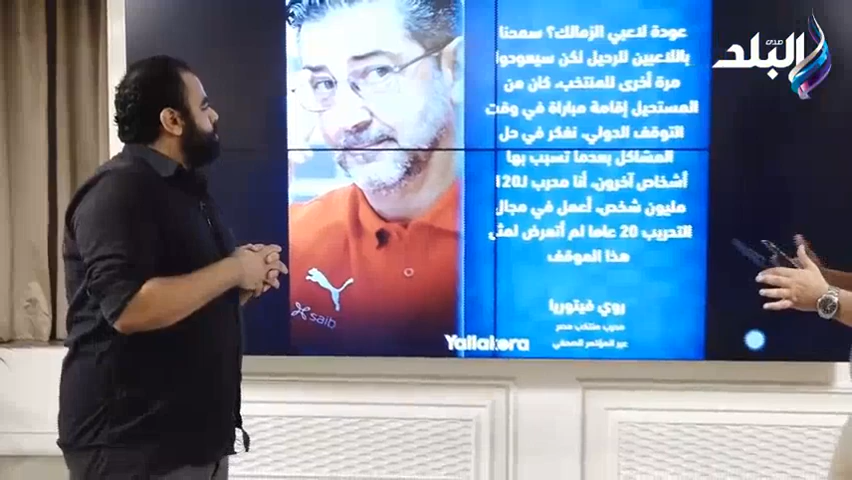 صدى
البلد
عودة لاعبي الزمالك؟ سمحنا
باللاعبين للرحيل لكن سيعودوا
مرة أخرى للمنتخب، كان من
المستحيل إقامة مباراة في وقت
التوقف الدولي، نفكر في حل
المشاكل بعدما تسبب بها
أشخاص آخرون، أنا مدرب لـ120
مليون شخص، أعمل في مجال
التدريب 20 عاما لم أتعرض لمثل
هذا الموقف
روي فيتوريا
مدرب منتخب مصر
عبر المؤتمر الصحفي
Yallakora
saib